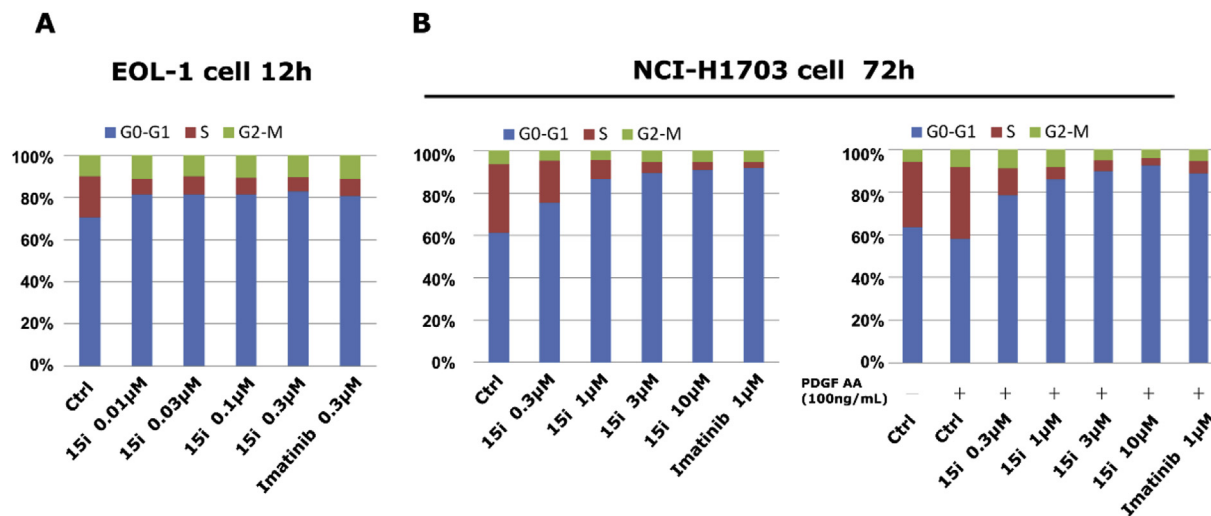 A
B
EOL-1 cell 12h
NCI-H1703 cell 72h
G0-G1 S G2-M
100%
80%
60%
40%
20%
0%
Ctrl
15i 0.01μM
15i 0.03μM
15i 0.1μM
15i 0.3μM
Imatinib 0.3μM
G0-G1 S G2-M
100%
80%
60%
40%
20%
0%
Ctrl
15i 0.3μM
15i 1μM
15i 3μM
15i 10μM
Imatinib 1μM
G0-G1 S G2-M
100%
80%
60%
40%
20%
0%
PDGF AA
(100ng/mL)
— + + + + + +
Ctrl
Ctrl
15i 0.3μM
15i 1μM
15i 3μM
15i 10μM
Imatinib 1μM